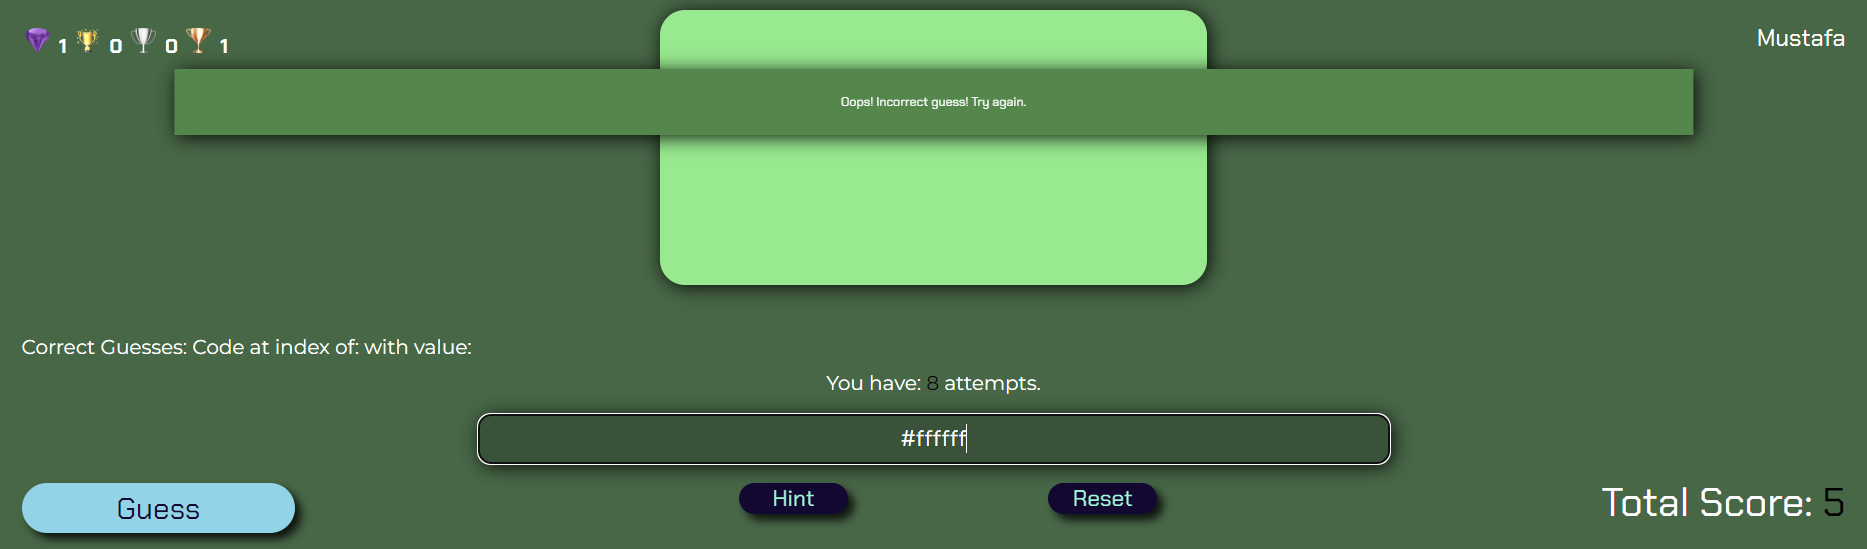 1 0 0 1
Mustafa
Oops! Incorrect guess! Try again.
Correct Guesses: Code at index of: with value:
You have: 8 attempts.
#ffffff
Guess
Hint
Reset
Total Score: 5